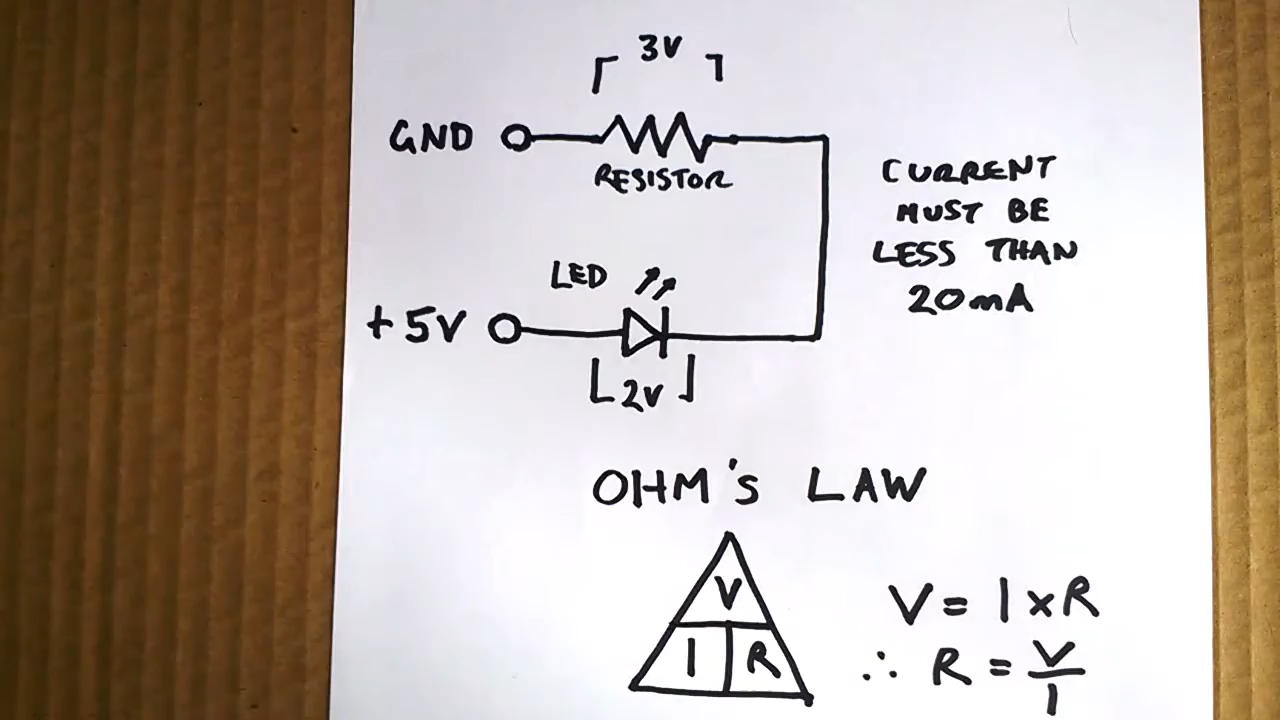 3V
GND
RESISTOR
CURRENT
MUST BE
LESS THAN
20mA
LED
+5V
2V
OHM'S LAW
V
I R
V = I x R
∴ R = V/I